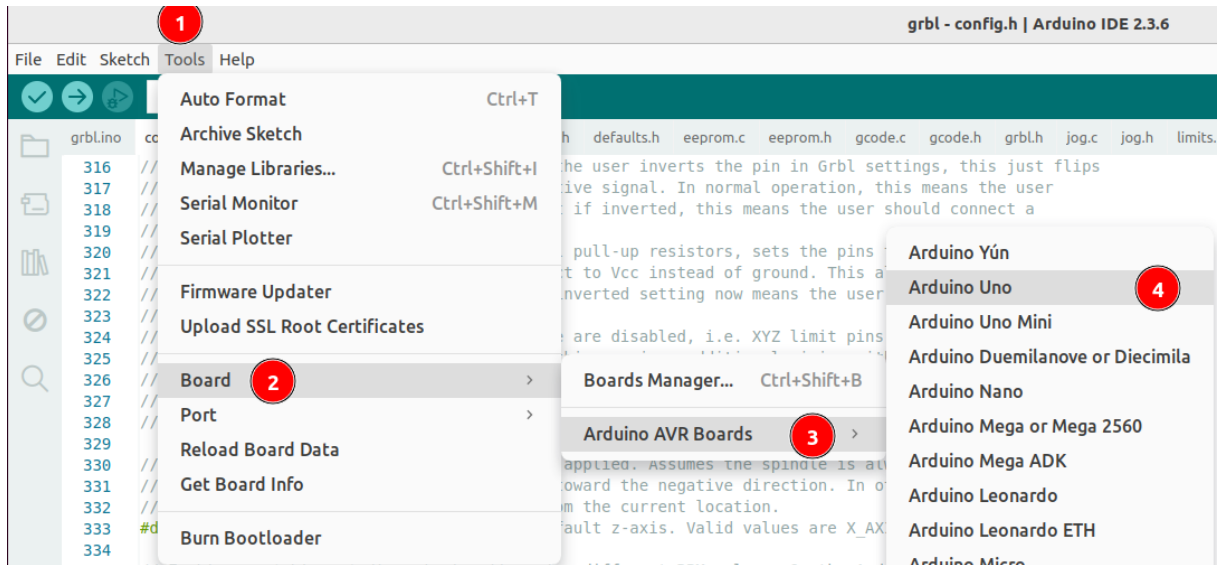 1
grbl - config.h | Arduino IDE 2.3.6
File Edit Sketch Tools Help
Auto Format Ctrl+T
Archive Sketch
Manage Libraries... Ctrl+Shift+I
Serial Monitor Ctrl+Shift+M
Serial Plotter
Firmware Updater
Upload SSL Root Certificates
Board 2
Port
Reload Board Data
Get Board Info
Burn Bootloader
Boards Manager... Ctrl+Shift+B
Arduino AVR Boards 3
Arduino Yún
Arduino Uno 4
Arduino Uno Mini
Arduino Duemilanove or Diecimila
Arduino Nano
Arduino Mega or Mega 2560
Arduino Mega ADK
Arduino Leonardo
Arduino Leonardo ETH
Arduino Micro
grbl.ino co h defaults.h eeprom.c eeprom.h gcode.c gcode.h grbl.h jog.c jog.h limits.
316 // the user inverts the pin in Grbl settings, this just flips
317 // tive signal. In normal operation, this means the user
318 // if inverted, this means the user should connect a
319 //
320 // pull-up resistors, sets the pins
321 // ct to Vcc instead of ground. This a
322 // inverted setting now means the user
323 //
324 // are disabled, i.e. XYZ limit pins
325 //
326 //
327 //
328 //
329
330 // applied. Assumes the spindle is alw
331 // toward the negative direction. In o
332 // om the current location.
333 #d fault z-axis. Valid values are X_AX
334